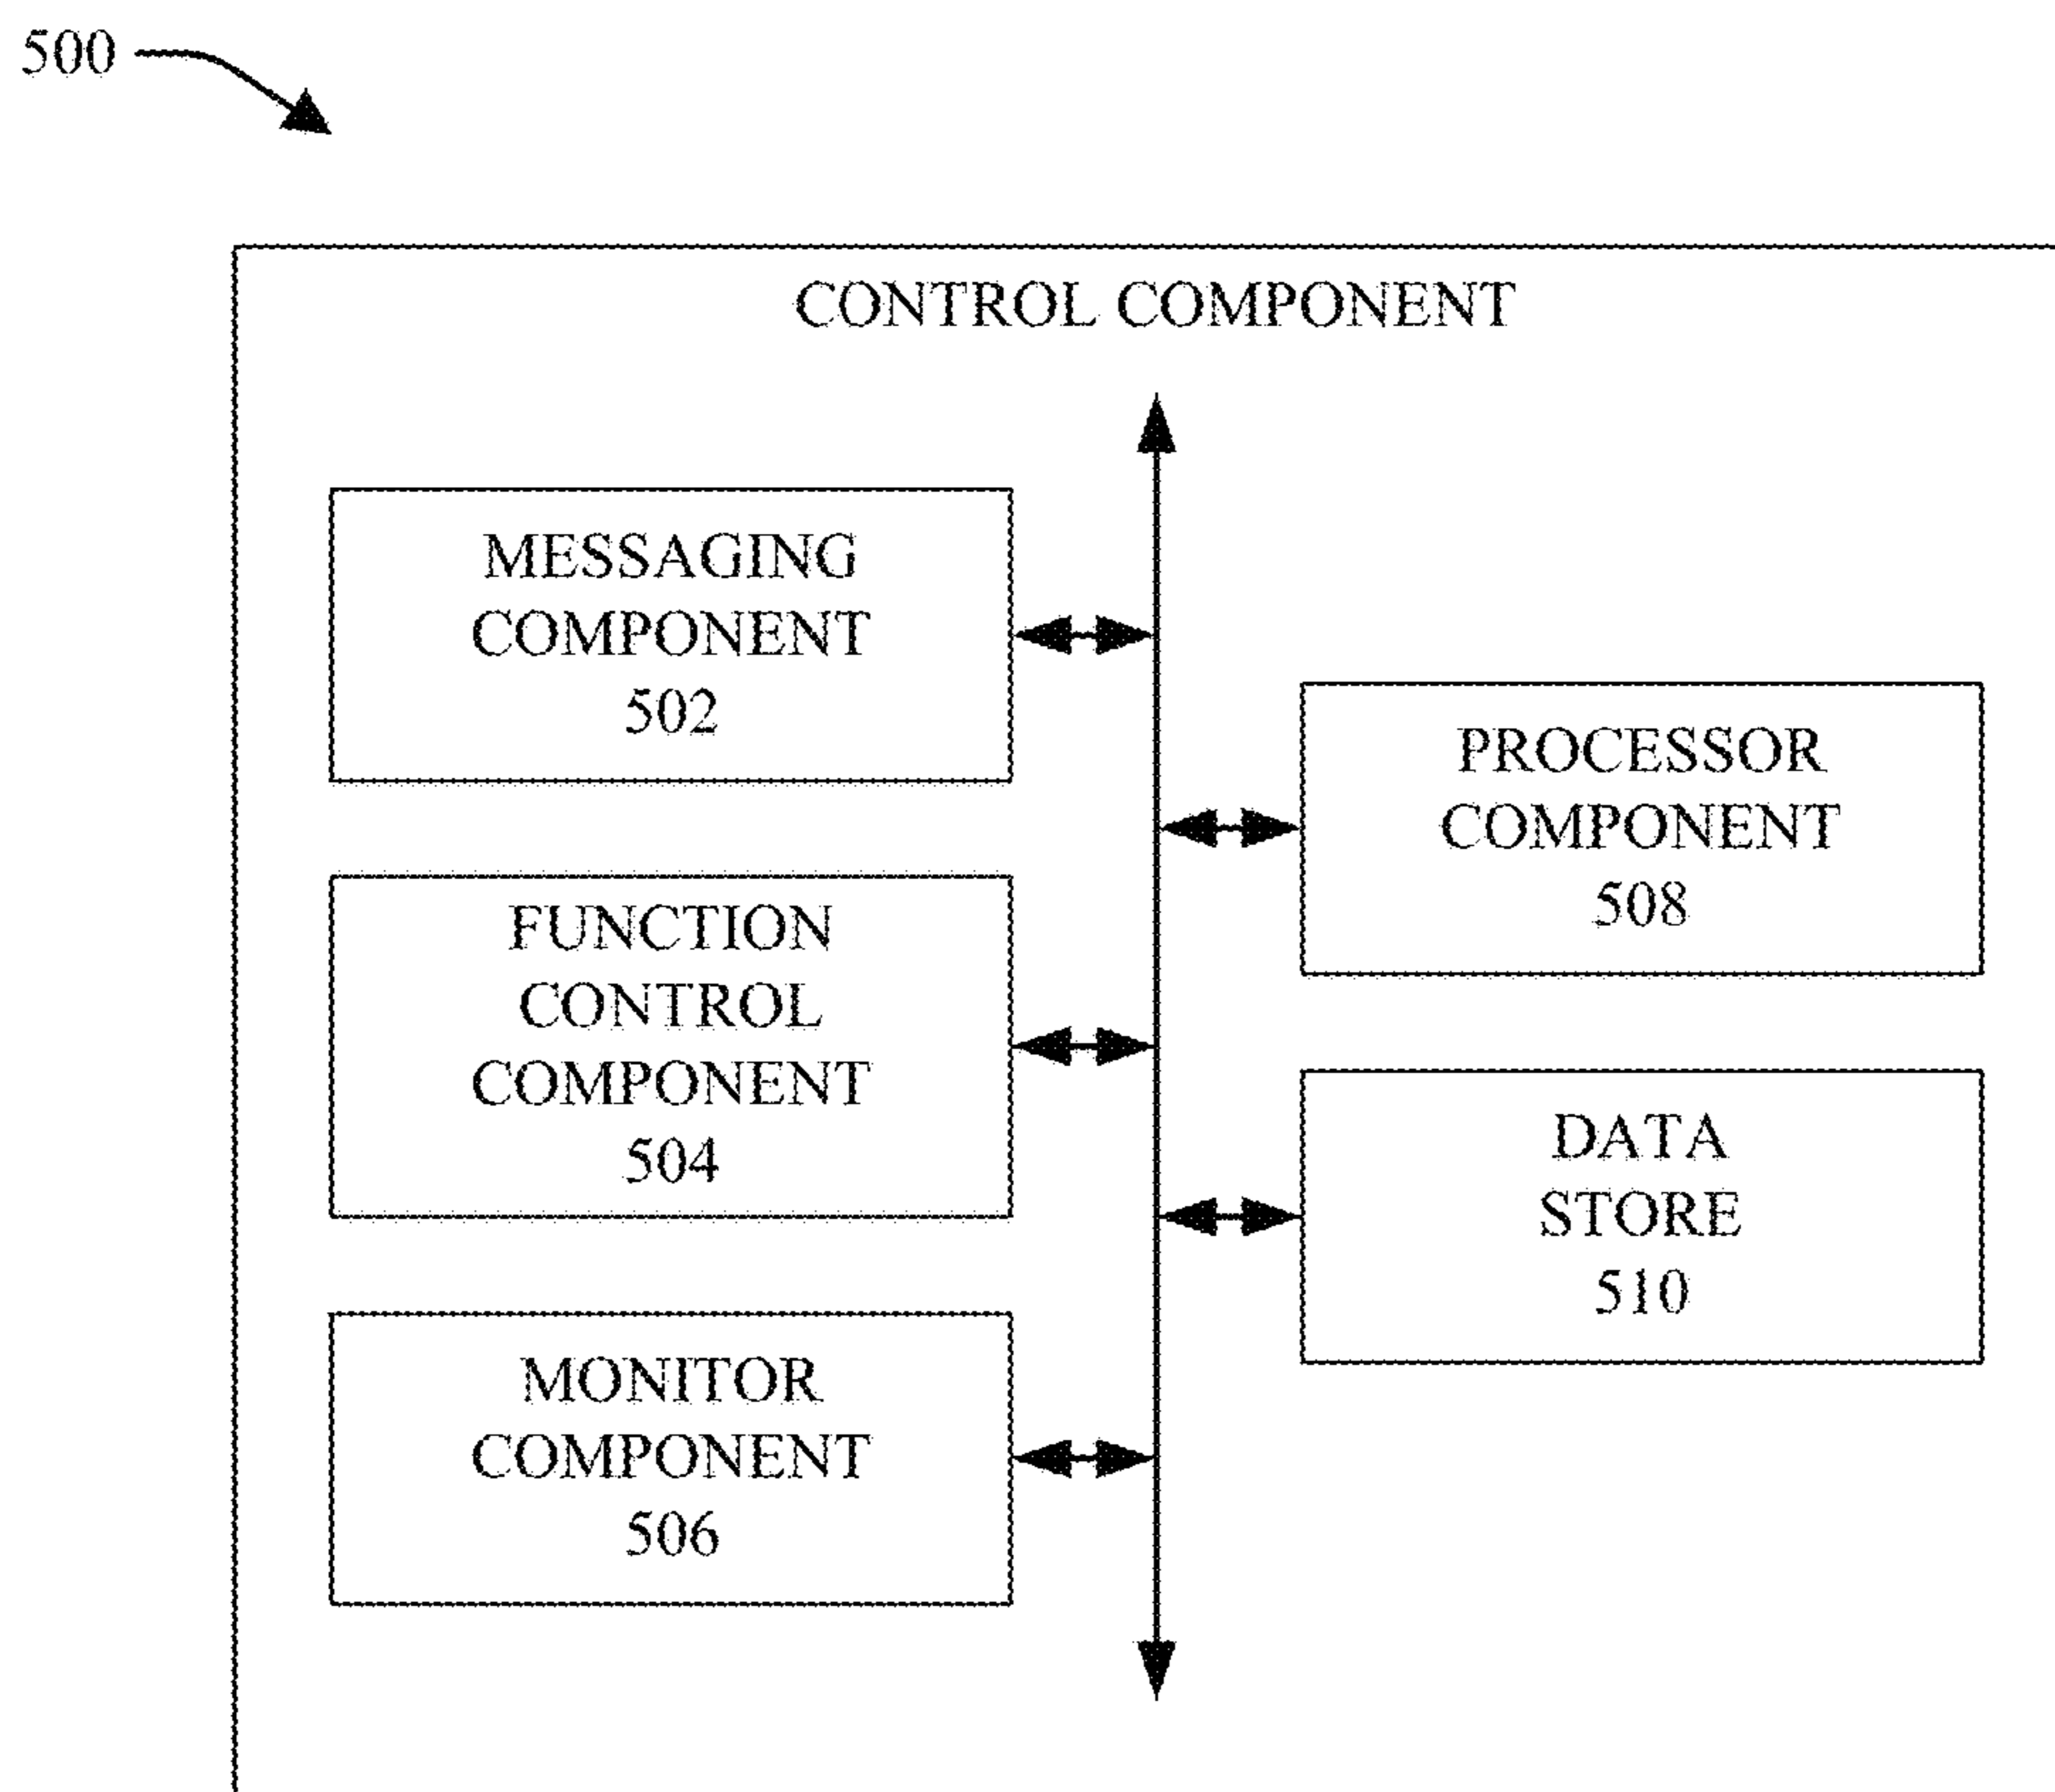 500
CONTROL COMPONENT
MESSAGING
COMPONENT
502
FUNCTION
CONTROL
COMPONENT
504
MONITOR
COMPONENT
506
PROCESSOR
COMPONENT
508
DATA
STORE
510